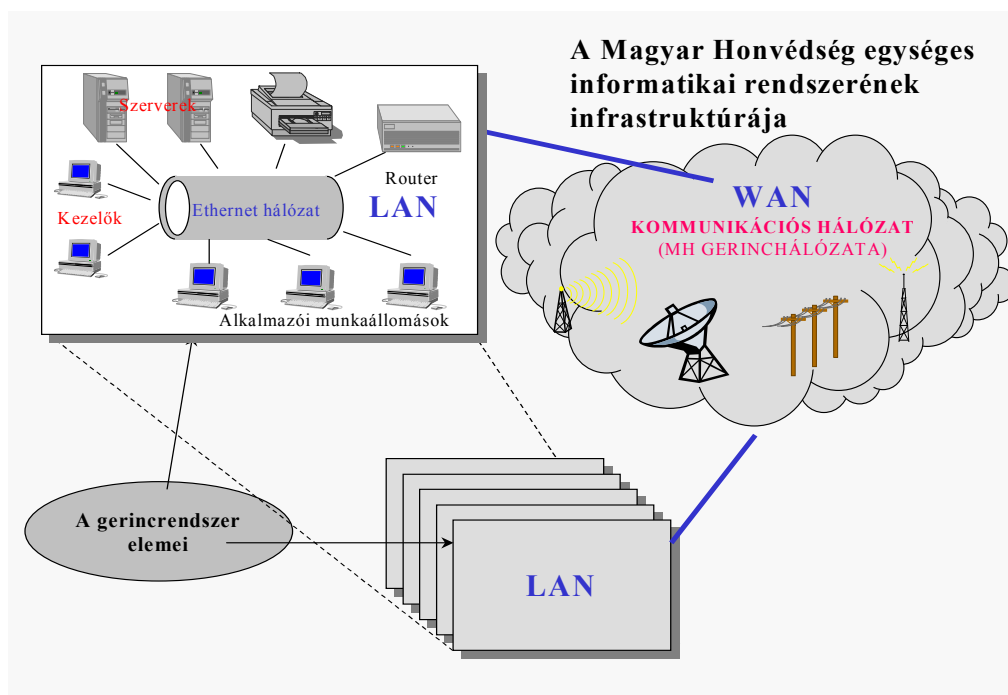 A Magyar Honvédség egységes
informatikai rendszerének
infrastruktúrája
Szerverek
Router
LAN
Kezelők
Ethernet hálózat
Alkalmazói munkaállomások
WAN
KOMMUNIKÁCIÓS HÁLÓZAT
(MH GERINCHÁLÓZATA)
A gerincrendszer
elemei
LAN